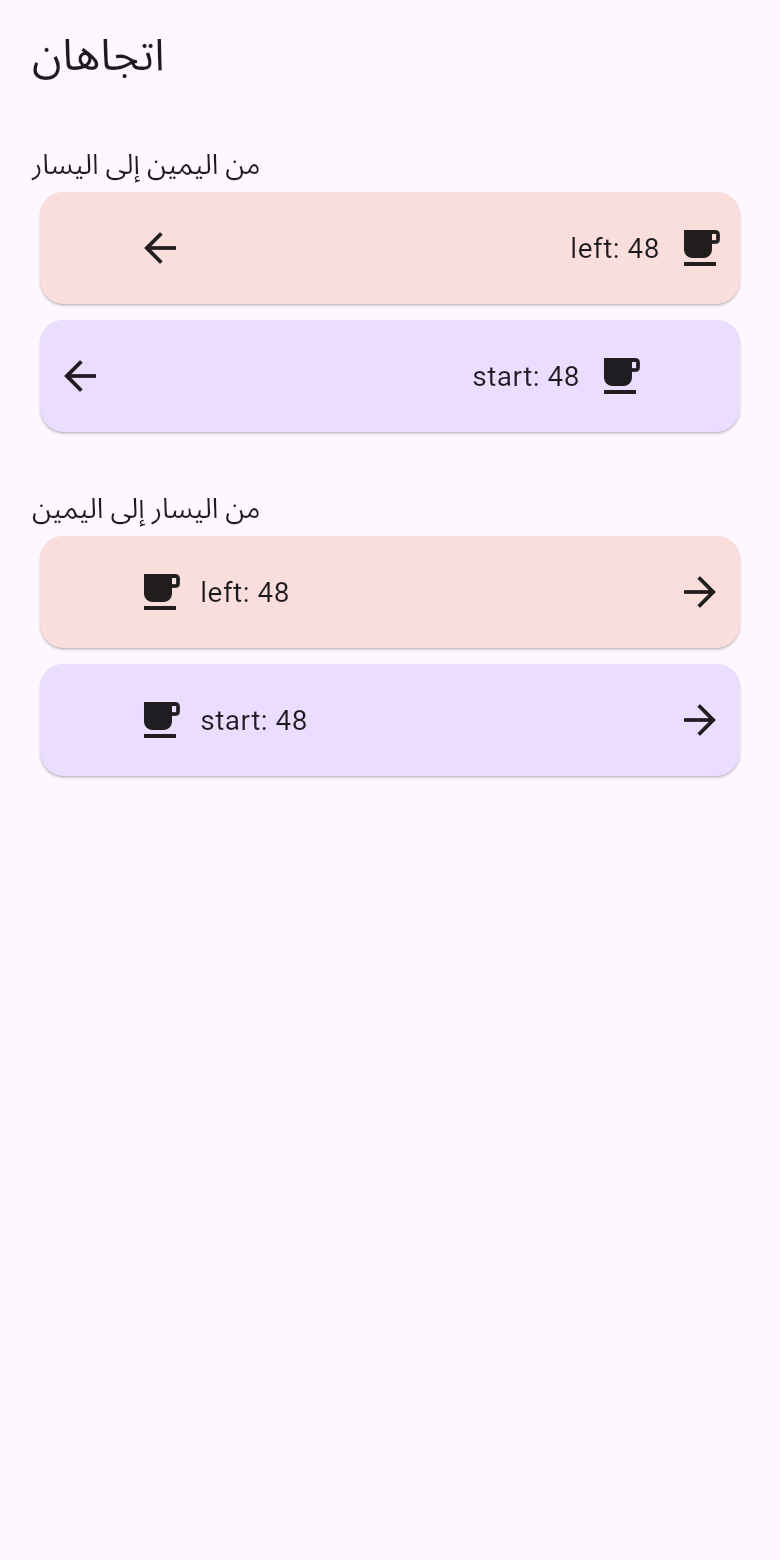 اتجاهان
من اليمين إلى اليسار
left: 48
start: 48
من اليسار إلى اليمين
left: 48
start: 48